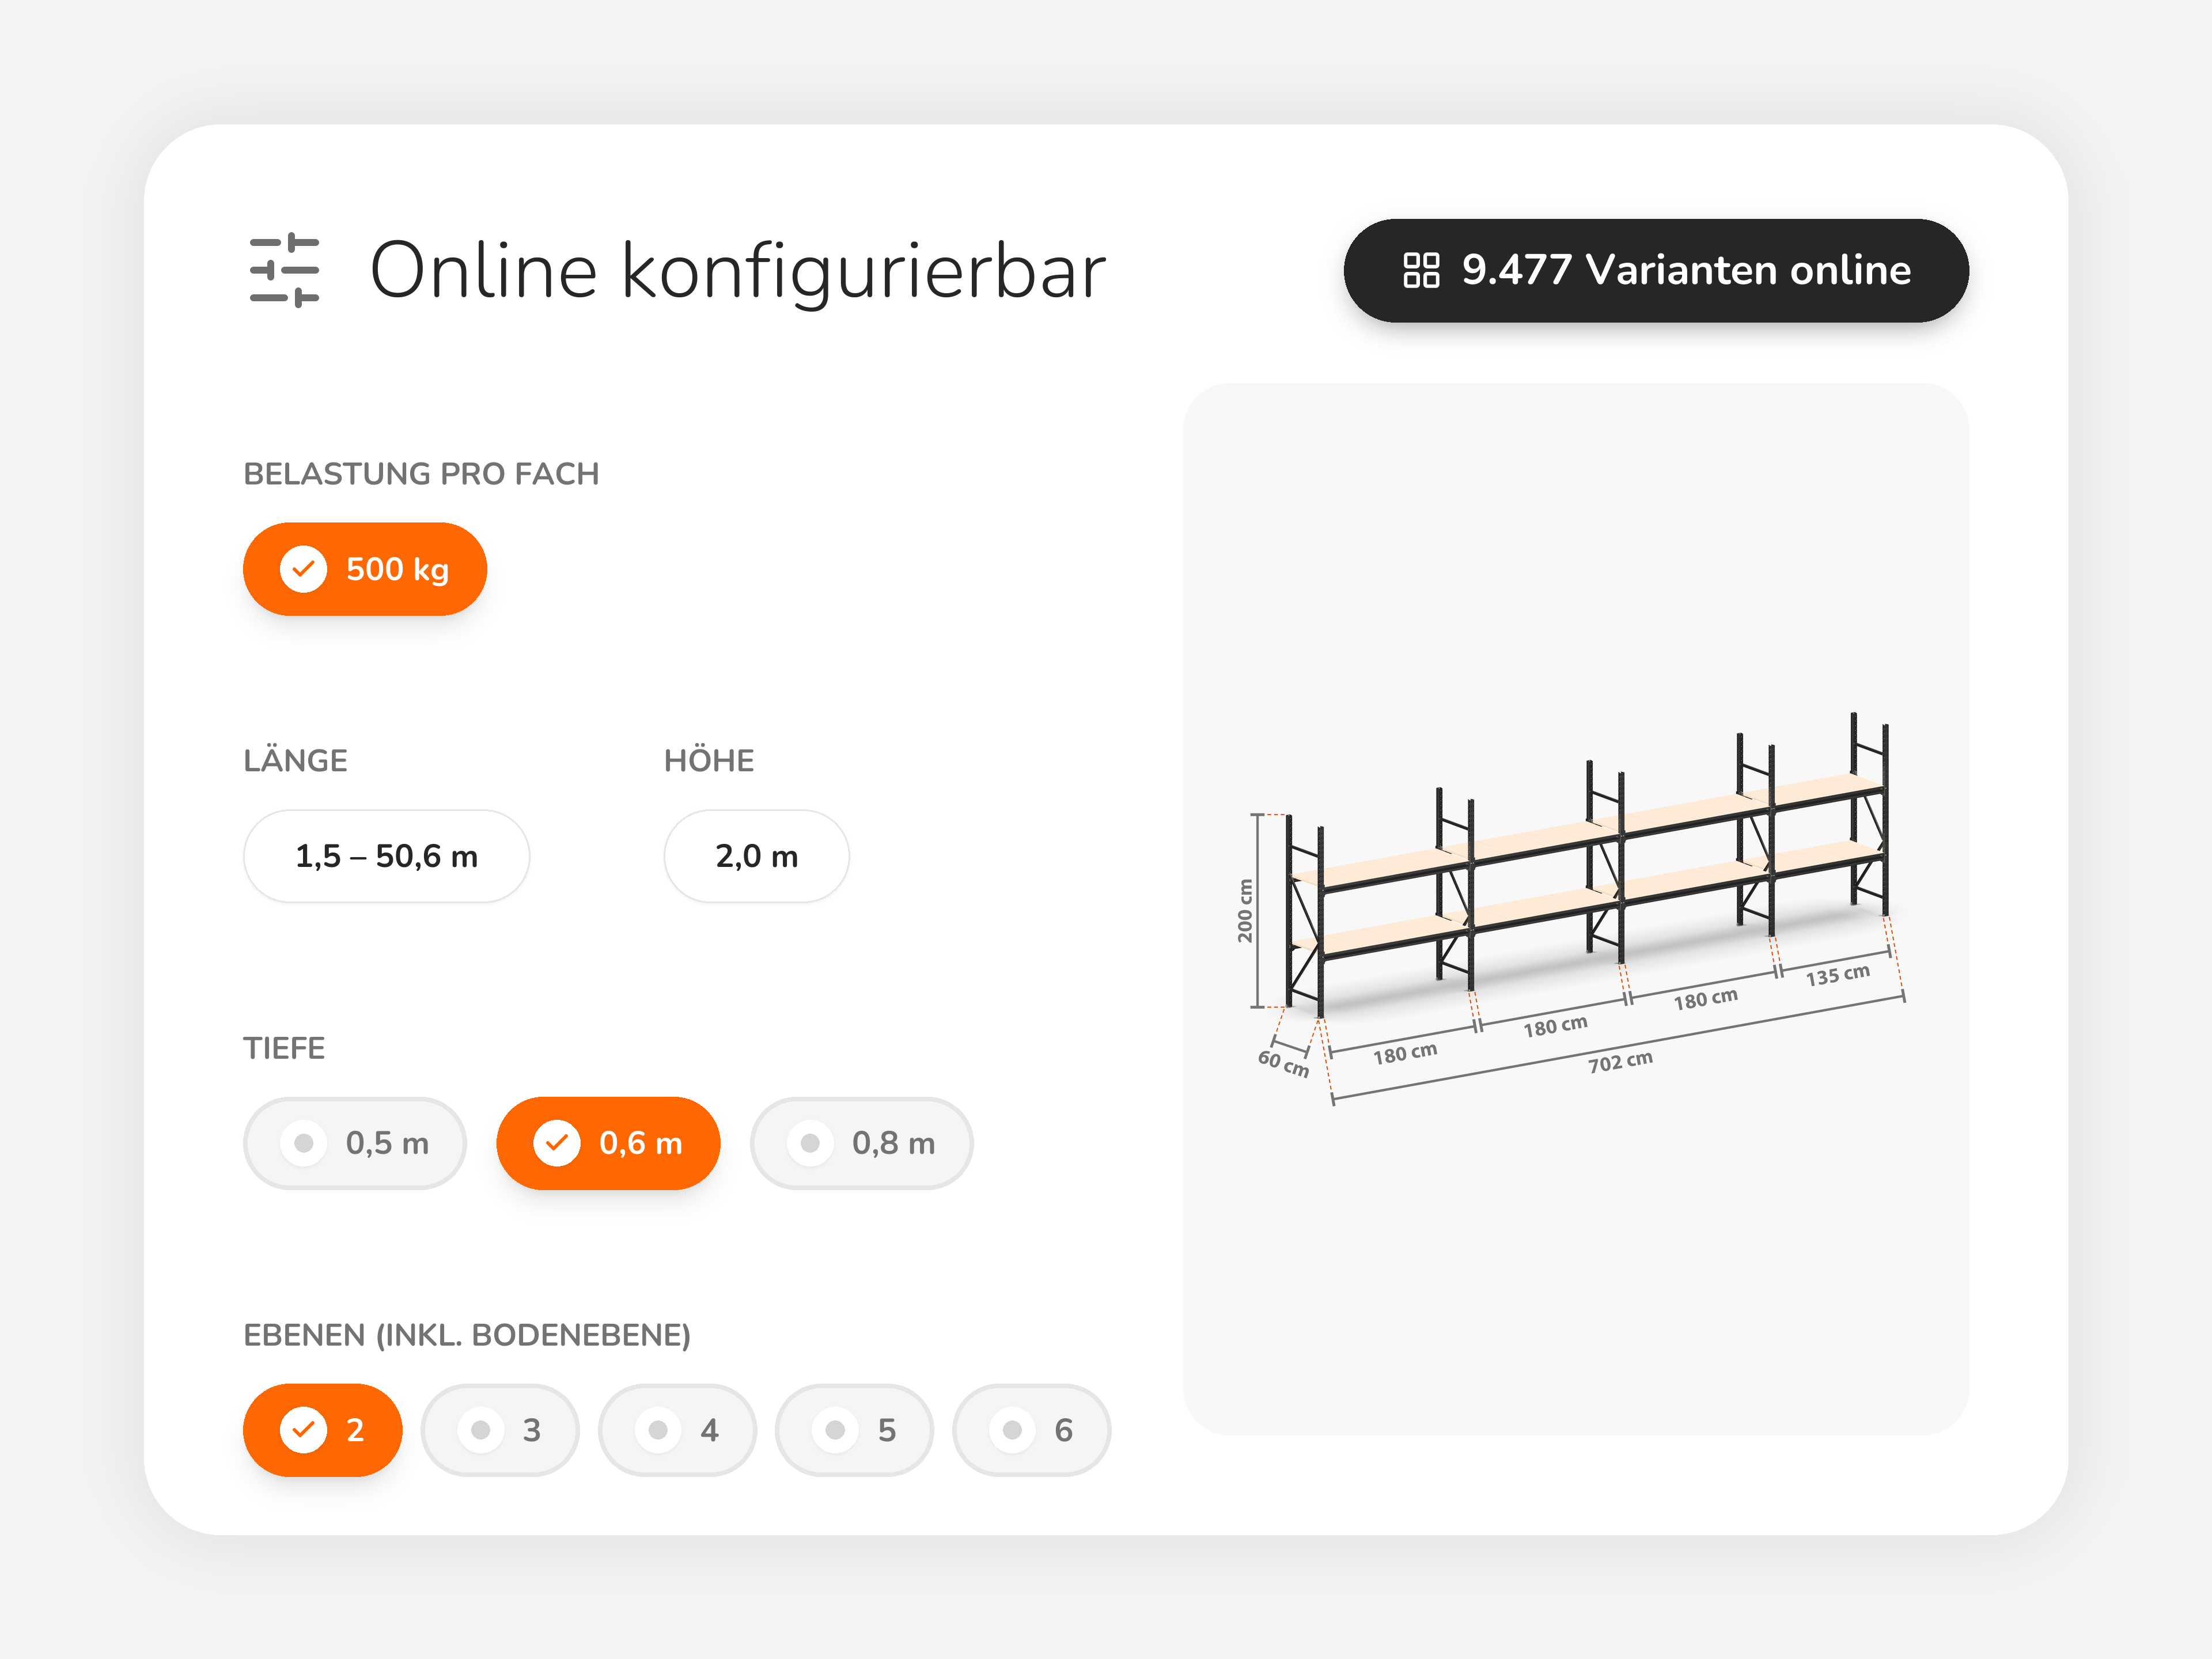 Online konfigurierbar
9.477 Varianten online
BELASTUNG PRO FACH
500 kg
LÄNGE
HÖHE
1,5 – 50,6 m
2,0 m
TIEFE
0,5 m
0,6 m
0,8 m
EBENEN (INKL. BODENEBENE)
2
3
4
5
6
200 cm
60 cm
180 cm
180 cm
180 cm
135 cm
702 cm